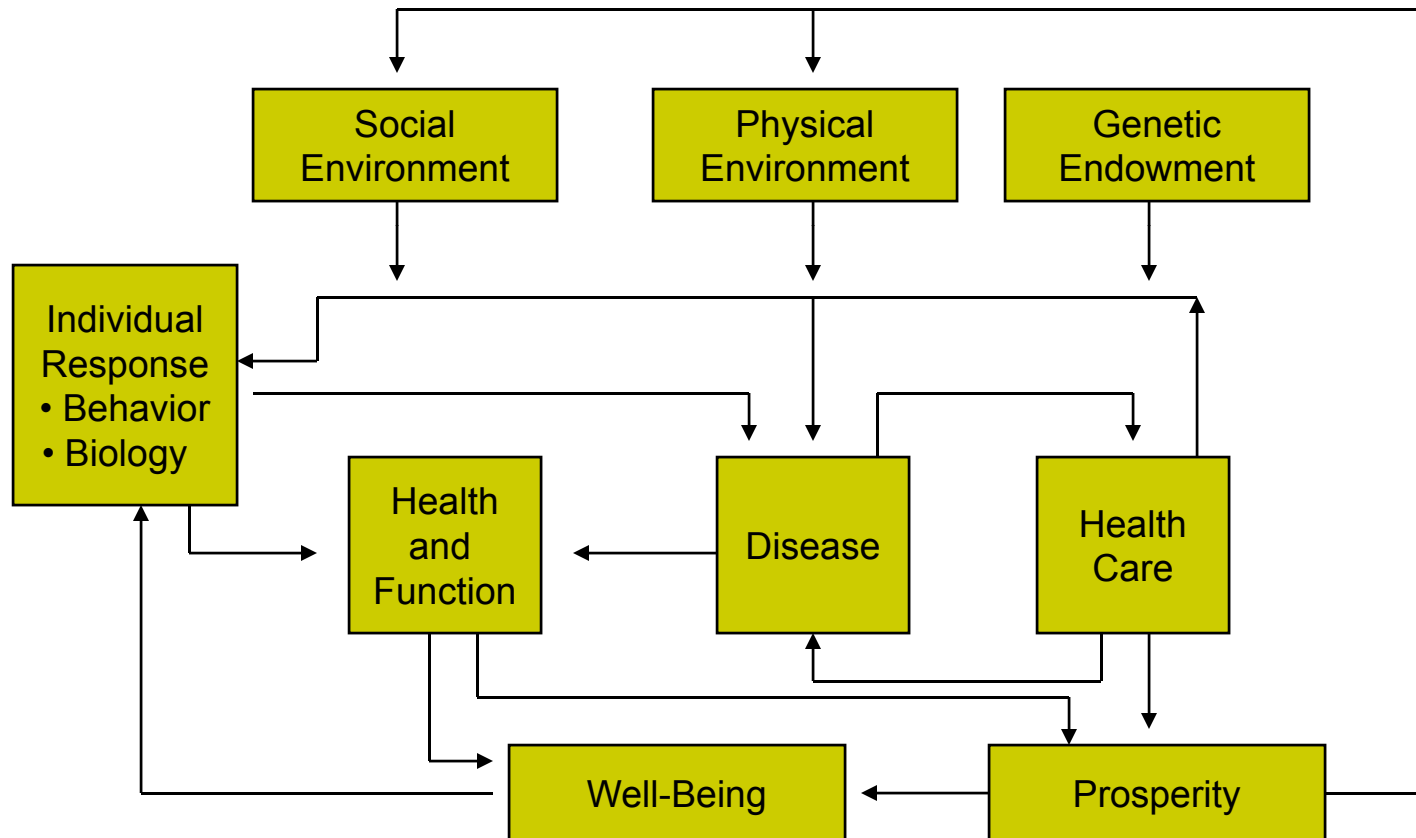 Social
Environment
Physical
Environment
Genetic
Endowment
Individual
Response
• Behavior
• Biology
Health
and
Function
Disease
Health
Care
Well-Being
Prosperity